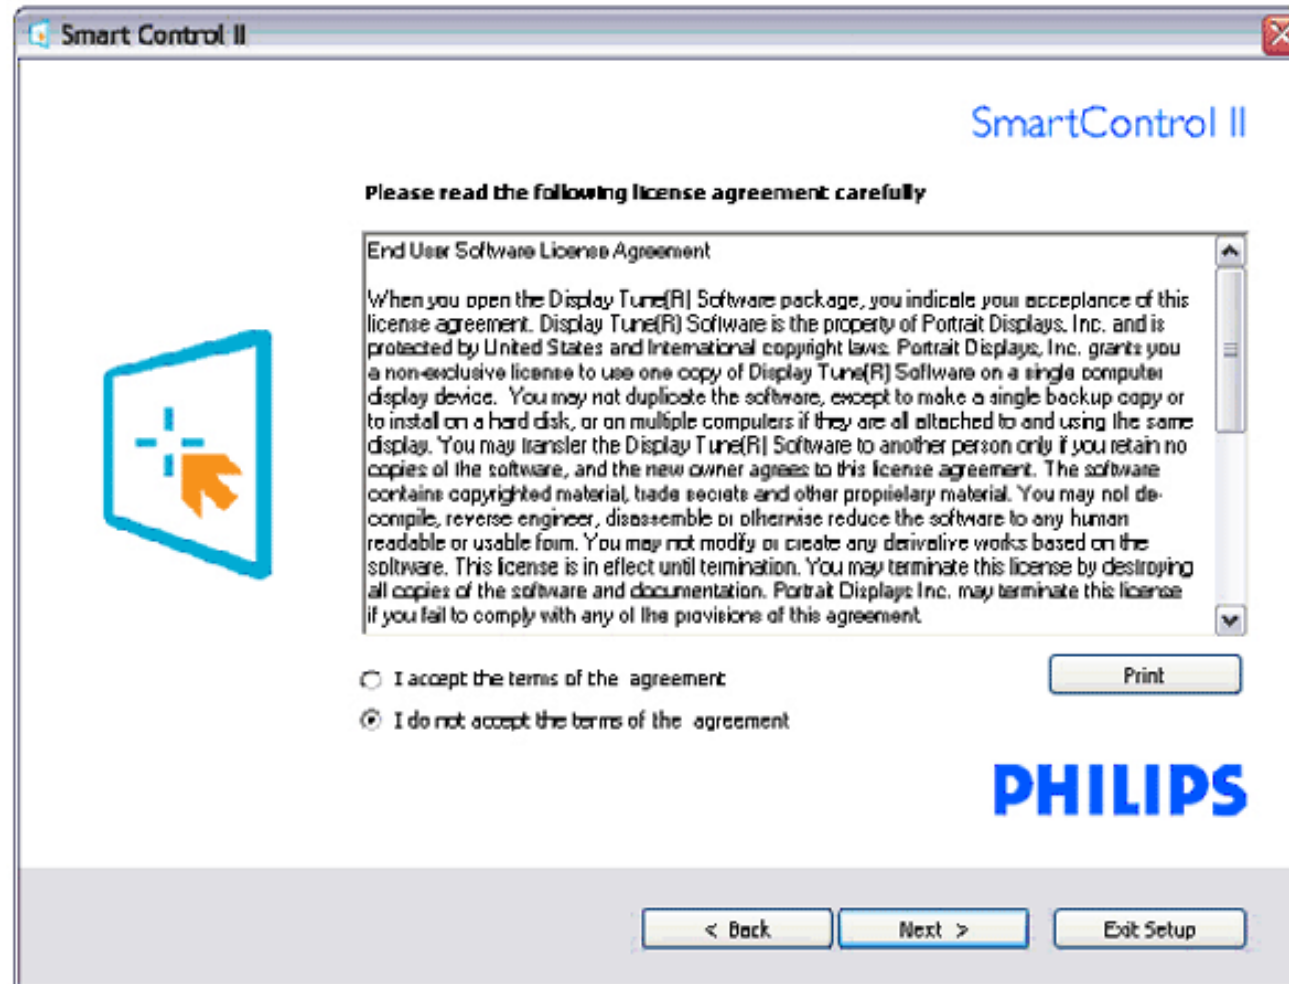 Smart Control II
SmartControl II
Please read the following license agreement carefully
End User Software License Agreement
When you open the Display Tune(R) Software package, you indicate your acceptance of this
license agreement. Display Tune(R) Software is the property of Portrait Displays, Inc. and is
protected by United States and International copyright laws. Portrait Displays, Inc. grants you
a non-exclusive license to use one copy of Display Tune(R) Software on a single computer
display device.  You may not duplicate the software, except to make a single backup copy or
to install on a hard disk, or on multiple computers if they are all attached to and using the same
display. You may transfer the Display Tune(R) Software to another person only if you retain no
copies of the software, and the new owner agrees to this license agreement. The software
contains copyrighted material, trade secrets and other proprietary material. You may not de-
compile, reverse engineer, disassemble or otherwise reduce the software to any human
readable or usable form. You may not modify or create any derivative works based on the
software. This license is in effect until termination. You may terminate this license by destroying
all copies of the software and documentation. Portrait Displays Inc. may terminate this license
if you fail to comply with any of the provisions of this agreement.
I accept the terms of the agreement
Print
I do not accept the terms of the agreement
PHILIPS
< Back
Next >
Exit Setup